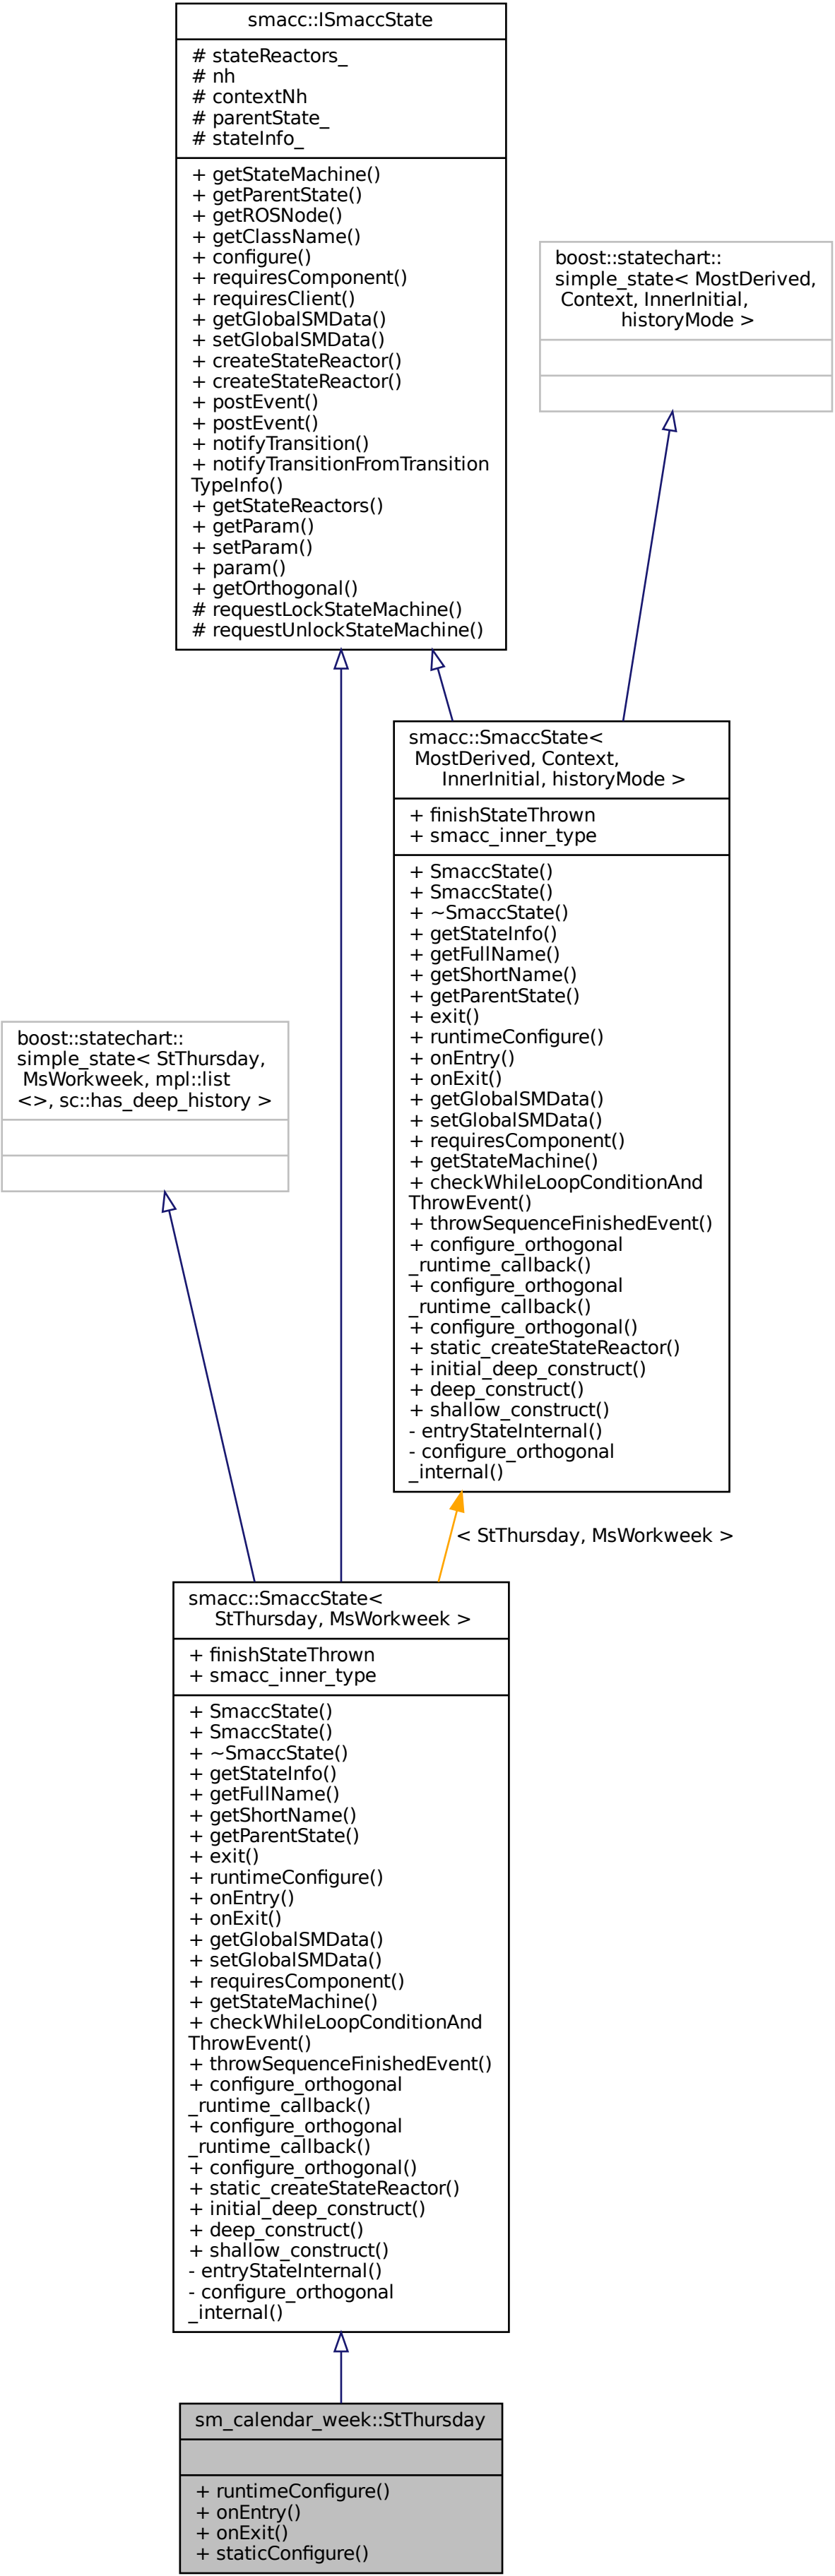 smacc::ISmaccState
# stateReactors_
# nh
# contextNh
# parentState_
# stateInfo_
+ getStateMachine()
+ getParentState()
+ getROSNode()
+ getClassName()
+ configure()
+ requiresComponent()
+ requiresClient()
+ getGlobalSMData()
+ setGlobalSMData()
+ createStateReactor()
+ createStateReactor()
+ postEvent()
+ postEvent()
+ notifyTransition()
+ notifyTransitionFromTransition
TypeInfo()
+ getStateReactors()
+ getParam()
+ setParam()
+ param()
+ getOrthogonal()
# requestLockStateMachine()
# requestUnlockStateMachine()
boost::statechart::
simple_state< MostDerived,
Context, InnerInitial,
historyMode >
smacc::SmaccState<
MostDerived, Context,
InnerInitial, historyMode >
+ finishStateThrown
+ smacc_inner_type
+ SmaccState()
+ SmaccState()
+ ~SmaccState()
+ getStateInfo()
+ getFullName()
+ getShortName()
+ getParentState()
+ exit()
+ runtimeConfigure()
+ onEntry()
+ onExit()
+ getGlobalSMData()
+ setGlobalSMData()
+ requiresComponent()
+ getStateMachine()
+ checkWhileLoopConditionAnd
ThrowEvent()
+ throwSequenceFinishedEvent()
+ configure_orthogonal
_runtime_callback()
+ configure_orthogonal
_runtime_callback()
+ configure_orthogonal()
+ static_createStateReactor()
+ initial_deep_construct()
+ deep_construct()
+ shallow_construct()
- entryStateInternal()
- configure_orthogonal
_internal()
boost::statechart::
simple_state< StThursday,
MsWorkweek, mpl::list
<>, sc::has_deep_history >
< StThursday, MsWorkweek >
smacc::SmaccState<
StThursday, MsWorkweek >
+ finishStateThrown
+ smacc_inner_type
+ SmaccState()
+ SmaccState()
+ ~SmaccState()
+ getStateInfo()
+ getFullName()
+ getShortName()
+ getParentState()
+ exit()
+ runtimeConfigure()
+ onEntry()
+ onExit()
+ getGlobalSMData()
+ setGlobalSMData()
+ requiresComponent()
+ getStateMachine()
+ checkWhileLoopConditionAnd
ThrowEvent()
+ throwSequenceFinishedEvent()
+ configure_orthogonal
_runtime_callback()
+ configure_orthogonal
_runtime_callback()
+ configure_orthogonal()
+ static_createStateReactor()
+ initial_deep_construct()
+ deep_construct()
+ shallow_construct()
- entryStateInternal()
- configure_orthogonal
_internal()
sm_calendar_week::StThursday
+ runtimeConfigure()
+ onEntry()
+ onExit()
+ staticConfigure()